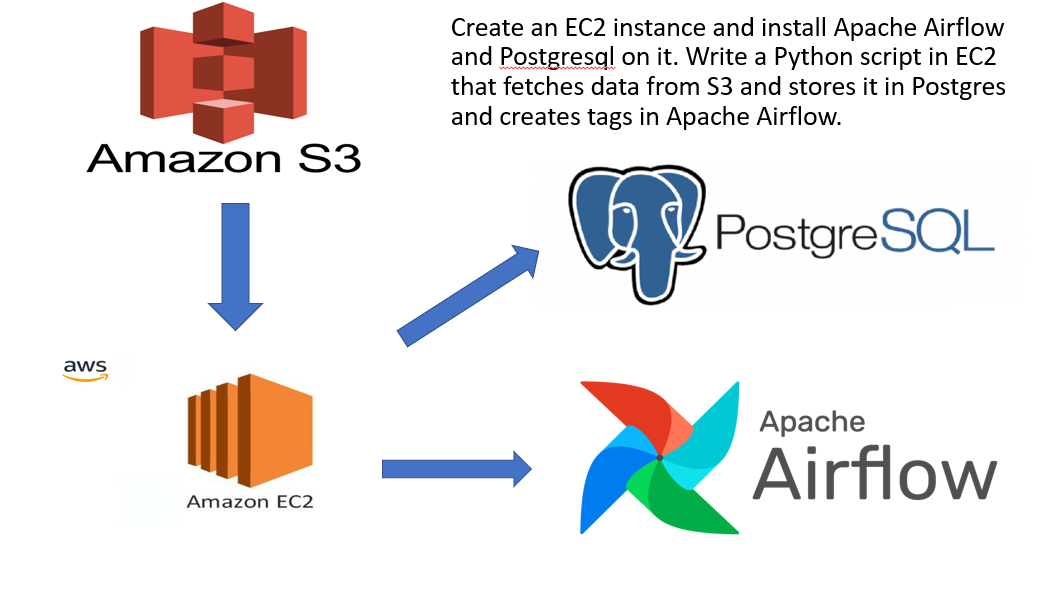 Create an EC2 instance and install Apache Airflow
and Postgresql on it. Write a Python script in EC2
that fetches data from S3 and stores it in Postgres
and creates tags in Apache Airflow.
Amazon S3
PostgreSQL
aws
Amazon EC2
Apache
Airflow